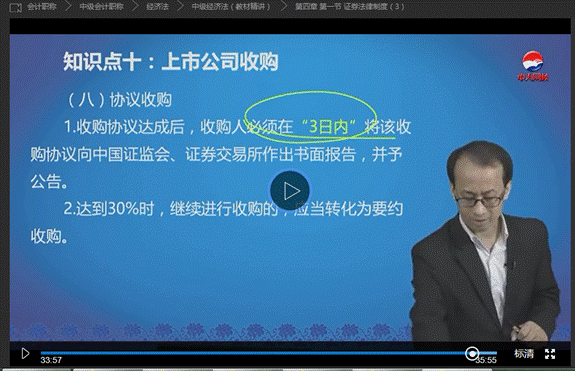 会计职称 > 中级会计职称 > 经济法 > 中级经济法（教材精讲） > 第四章 第一节 证券法律制度（3）
知识点十：上市公司收购
（八）协议收购
1.收购协议达成后，收购人必须在“3日内”将该收
购协议向中国证监会、证券交易所作出书面报告，并予
公告。
2.达到30%时，继续进行收购的，应当转化为要约
收购。
33:57
35:55
标清